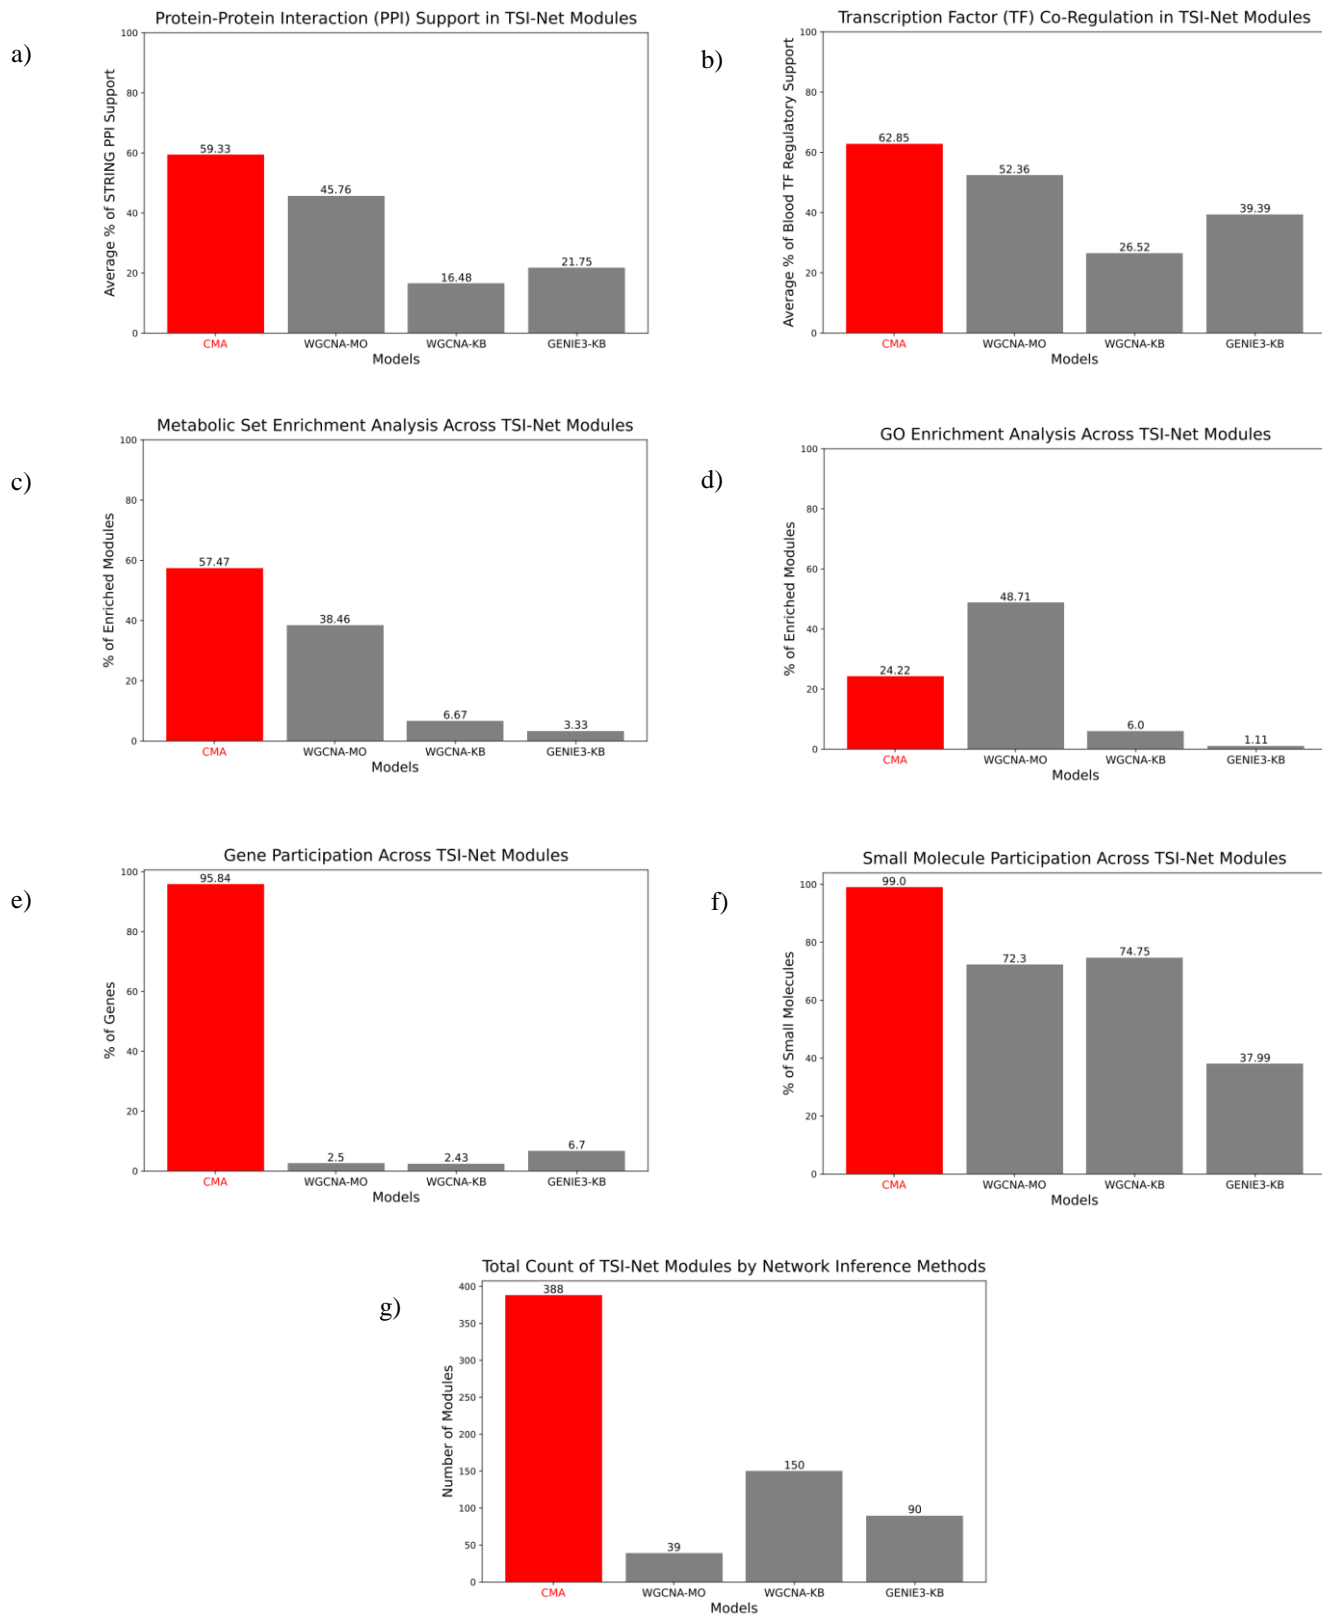 a)
Protein-Protein Interaction (PPI) Support in TSI-Net Modules
Average % of STRING PPI Support
100
80
60
40
20
0
59.33
45.76
16.48
21.75
CMA
WGCNA-MO
WGCNA-KB
GENIE3-KB
Models
b)
Transcription Factor (TF) Co-Regulation in TSI-Net Modules
Average % of Blood TF Regulatory Support
100
80
60
40
20
0
62.85
52.36
26.52
39.39
CMA
WGCNA-MO
WGCNA-KB
GENIE3-KB
Models
c)
Metabolic Set Enrichment Analysis Across TSI-Net Modules
% of Enriched Modules
100
80
60
40
20
0
57.47
38.46
6.67
3.33
CMA
WGCNA-MO
WGCNA-KB
GENIE3-KB
Models
d)
GO Enrichment Analysis Across TSI-Net Modules
% of Enriched Modules
100
80
60
40
20
0
24.22
48.71
6.0
1.11
CMA
WGCNA-MO
WGCNA-KB
GENIE3-KB
Models
e)
Gene Participation Across TSI-Net Modules
% of Genes
100
80
60
40
20
0
95.84
2.5
2.43
6.7
CMA
WGCNA-MO
WGCNA-KB
GENIE3-KB
Models
f)
Small Molecule Participation Across TSI-Net Modules
% of Small Molecules
100
80
60
40
20
0
99.0
72.3
74.75
37.99
CMA
WGCNA-MO
WGCNA-KB
GENIE3-KB
Models
g)
Total Count of TSI-Net Modules by Network Inference Methods
Number of Modules
400
350
300
250
200
150
100
50
0
388
39
150
90
CMA
WGCNA-MO
WGCNA-KB
GENIE3-KB
Models